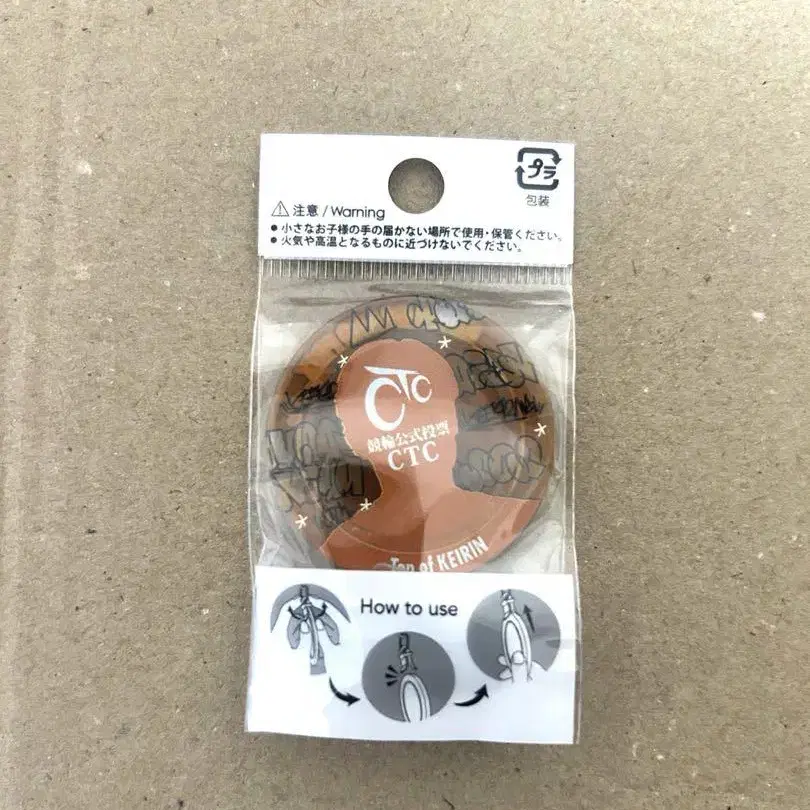 プラ
包装
注意 / Warning
● 小さなお子様の手の届かない場所で使用・保管ください。
● 火気や高温となるものに近づけないでください。
CTC
競輪公式投票
CTC
of KEIRIN
How to use